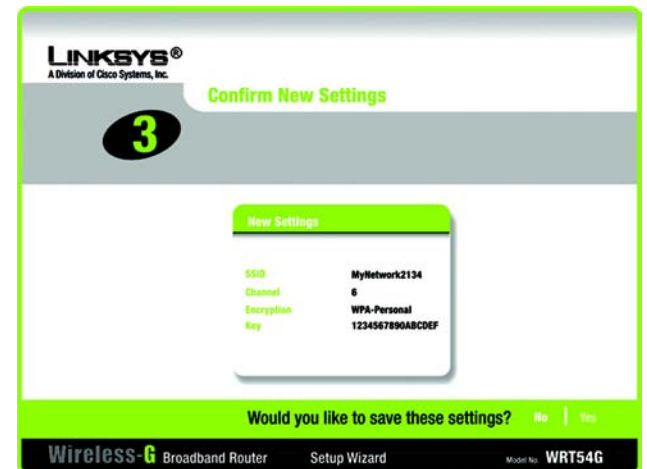 LINKSYS®
A Division of Cisco Systems, Inc.
Confirm New Settings
3
New Settings
SSID MyNetwork2134
Channel 6
Encryption WPA-Personal
Key 1234567890ABCDEF
Would you like to save these settings? No | Yes
Wireless-G Broadband Router Setup Wizard Model No. WRT54G